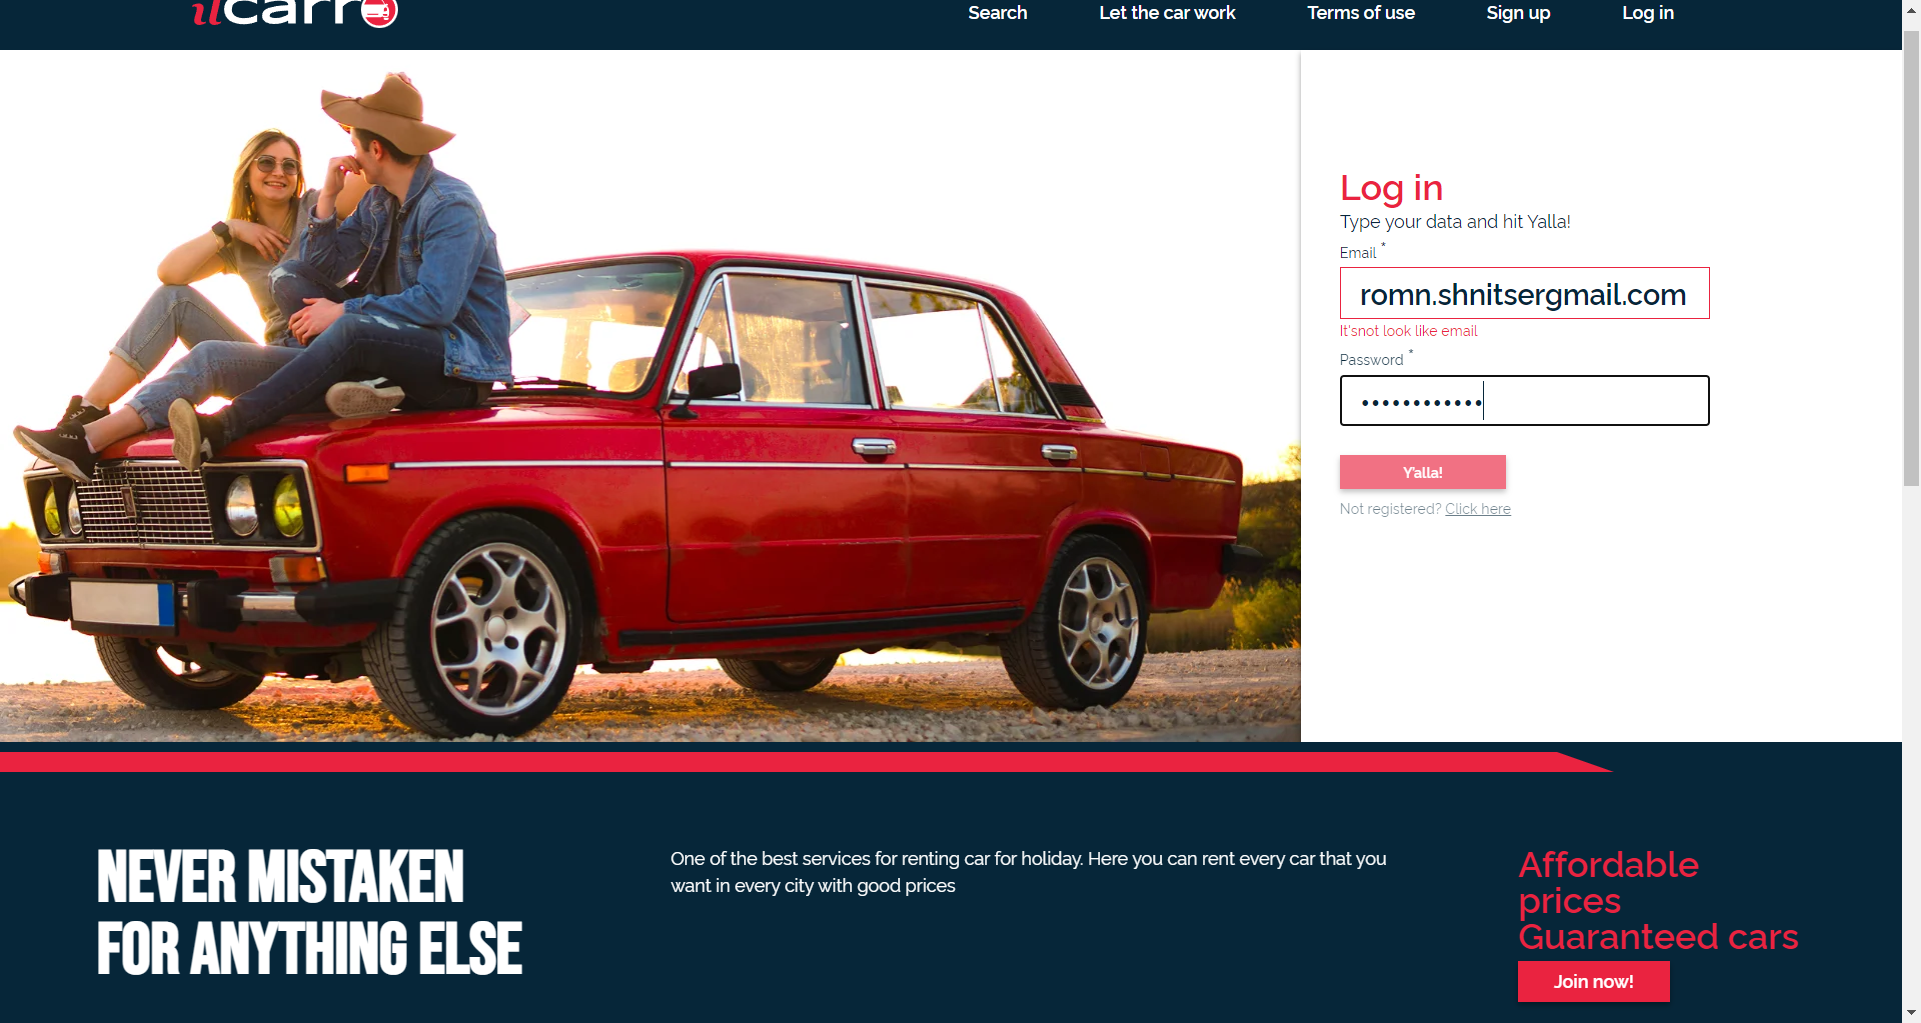 ilcarro
Search
Let the car work
Terms of use
Sign up
Log in
Log in
Type your data and hit Yalla!
Email *
romn.shnitsergmail.com
It'snot look like email
Password *
••••••••••••
Y'alla!
Not registered? Click here
NEVER MISTAKEN
FOR ANYTHING ELSE
One of the best services for renting car for holiday. Here you can rent every car that you
want in every city with good prices
Affordable
prices
Guaranteed cars
Join now!